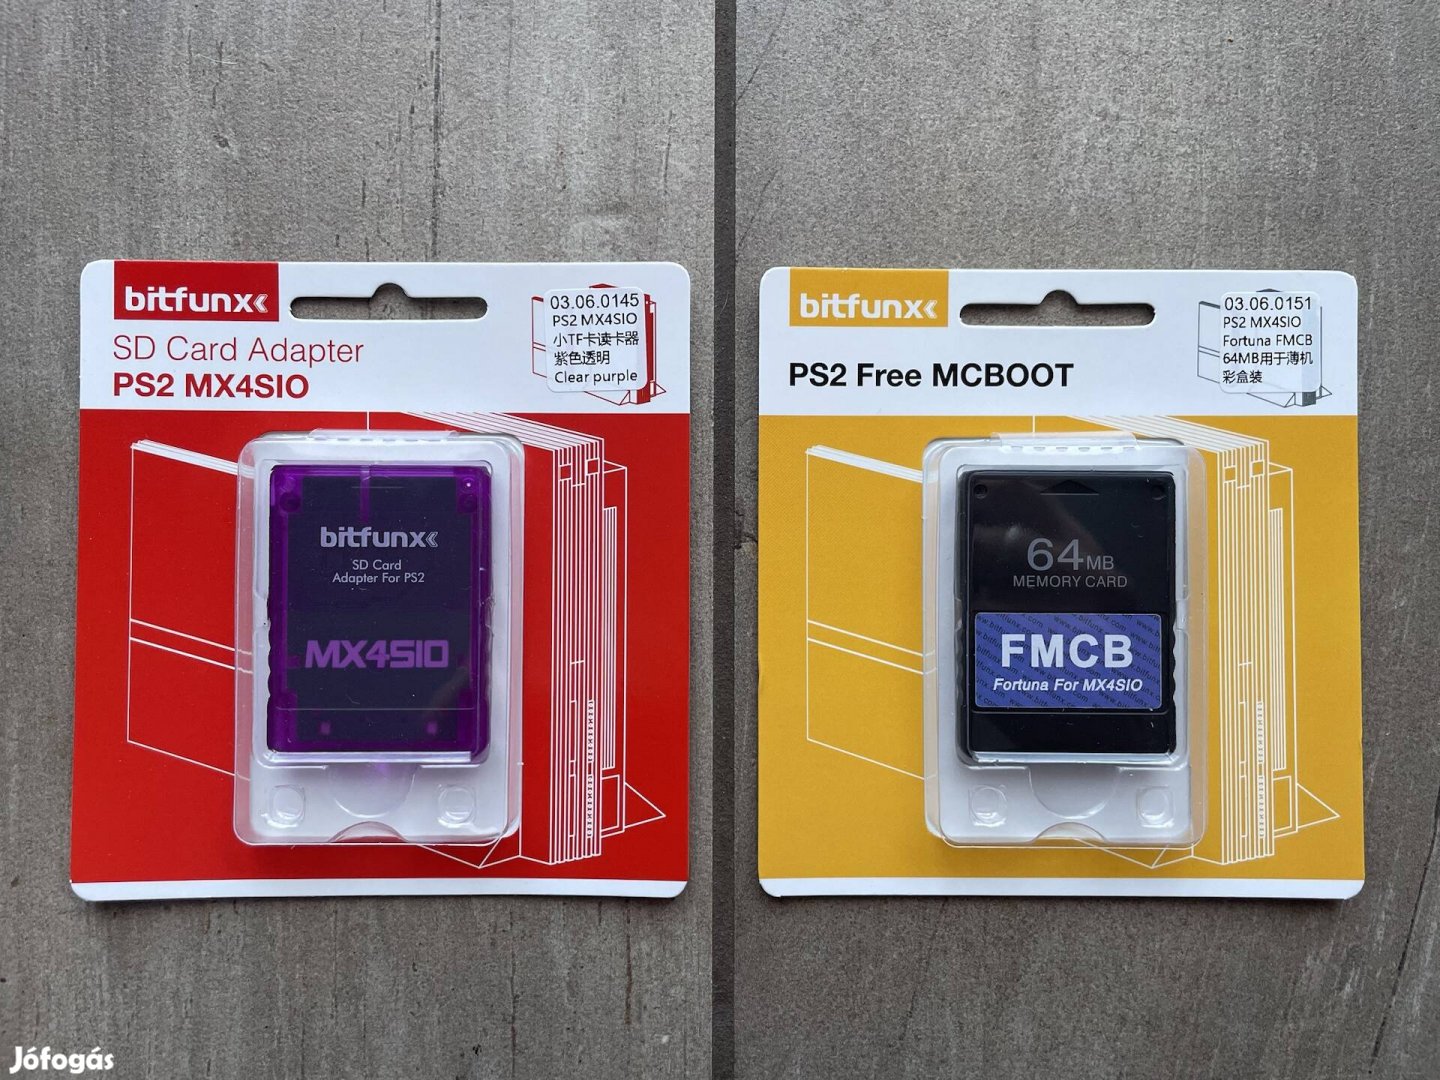 bitfunx
SD Card Adapter
PS2 MX4SIO
03.06.0145
PS2 MX4SIO
小TF卡读卡器
紫色透明
Clear purple
bitfunx
SD Card
Adapter For PS2
MX4SIO
bitfunx
PS2 Free MCBOOT
03.06.0151
PS2 MX4SIO
Fortuna FMCB
64MB用于薄机
彩盒装
64MB
MEMORY CARD
www.bitfunx.com
FMCB
Fortuna For MX4SIO
Jófogás